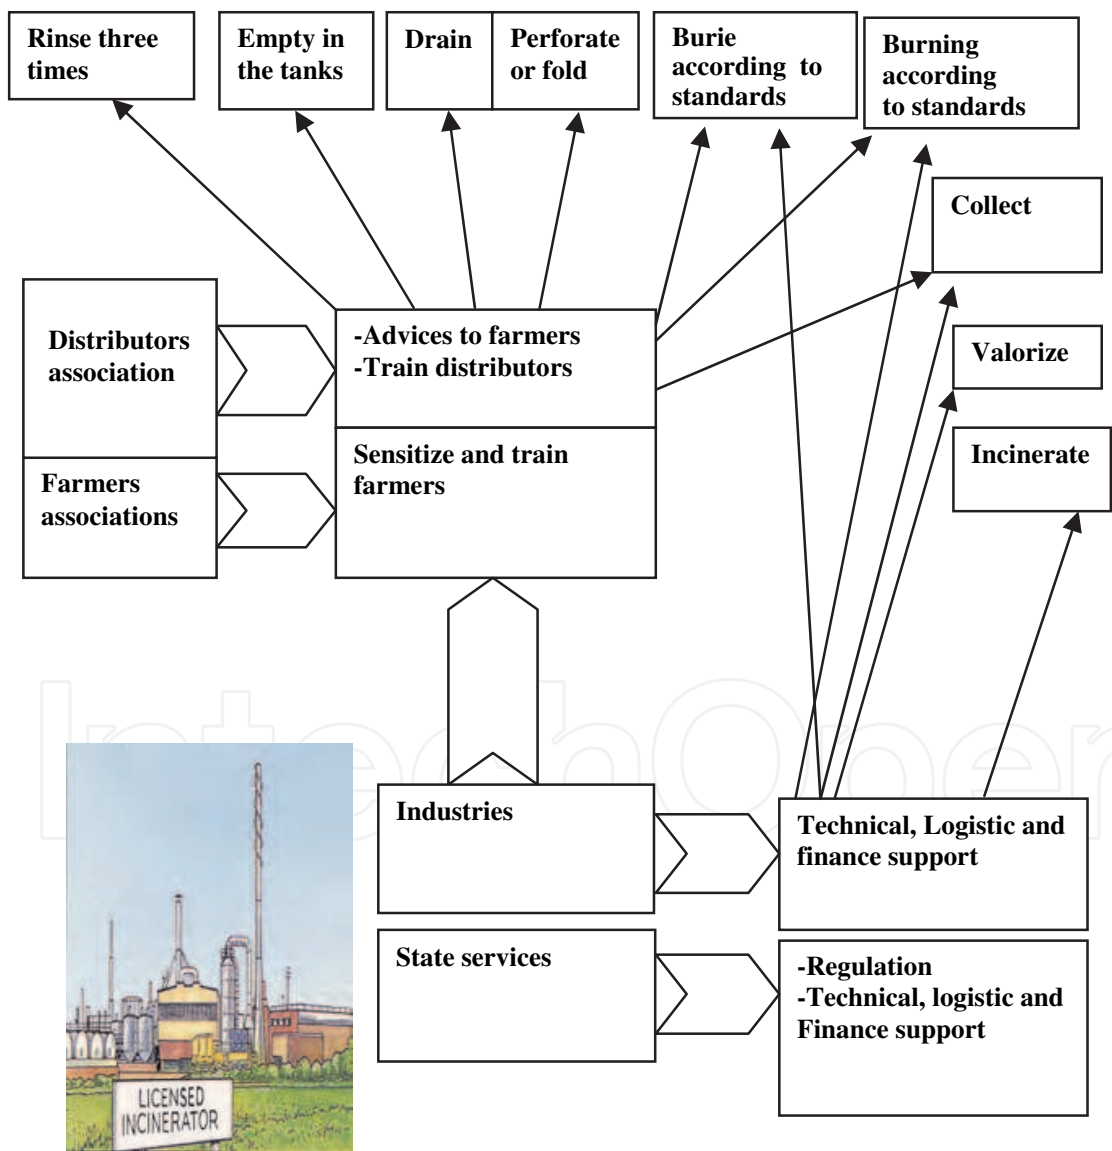 Rinse three
times
Empty in
the tanks
Drain
Perforate
or fold
Burie
according to
standards
Burning
according
to standards
Collect
Distributors
association
-Advices to farmers
-Train distributors
Valorize
Farmers
associations
Sensitize and train
farmers
Incinerate
IntechOpen
Industries
Technical, Logistic and
finance support
State services
-Regulation
-Technical, logistic and
Finance support
LICENSED
INCINERATOR